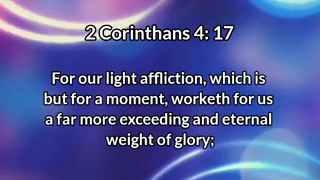 2 Corinthans 4: 17
For our light affliction, which is
but for a moment, worketh for us
a far more exceeding and eternal
weight of glory;